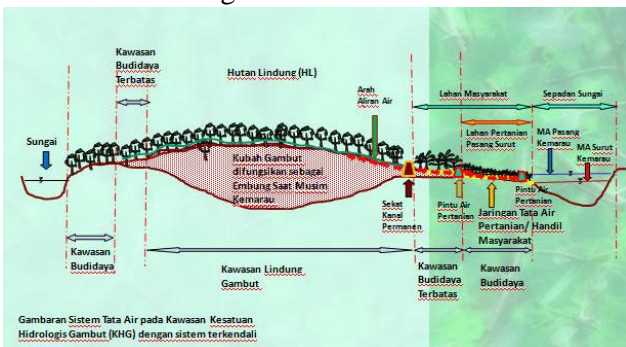 Kawasan
Budidaya
Terbatas
Hutan Lindung (HL)
Arah
Aliran Air
Lahan Masyarakat
Sepadan Sungai
Lahan Pertanian
Pasang Surut
MA Pasang
Kemarau
MA Surut
Kemarau
Sungai
Kubah Gambut
difungsikan sebagai
Embung Saat Musim
Kemarau
Sekat
Kanal
Permanen
Pintu Air
Pertanian
Pintu Air
Pertanian
Jaringan Tata Air
Pertanian/ Handil
Masyarakat
Kawasan
Budidaya
Kawasan Lindung
Gambut
Kawasan
Budidaya
Terbatas
Kawasan
Budidaya
Gambaran Sistem Tata Air pada Kawasan Kesatuan
Hidrologis Gambut (KHG) dengan sistem terkendali